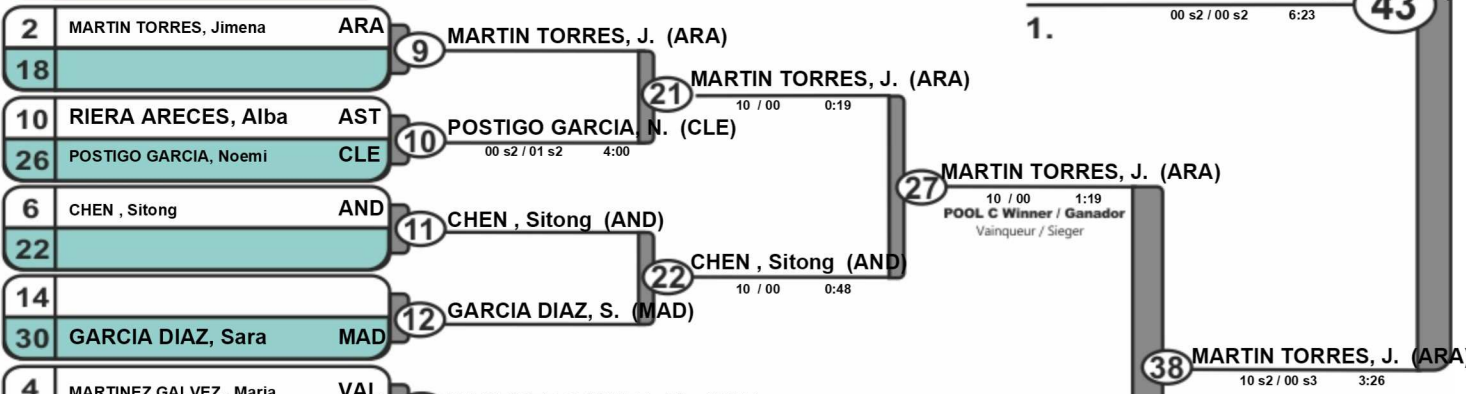 2 MARTIN TORRES, Jimena ARA
18
9 MARTIN TORRES, J. (ARA)
10 RIERA ARECES, Alba AST
26 POSTIGO GARCIA, Noemi CLE
10 POSTIGO GARCIA, N. (CLE)
00 s2 / 01 s2 4:00
21 MARTIN TORRES, J. (ARA)
10 / 00 0:19
6 CHEN , Sitong AND
22
11 CHEN , Sitong (AND)
14
30 GARCIA DIAZ, Sara MAD
12 GARCIA DIAZ, S. (MAD)
22 CHEN , Sitong (AND)
10 / 00 0:48
27 MARTIN TORRES, J. (ARA)
10 / 00 1:19
POOL C Winner / Ganador
Vainqueur / Sieger
4 MARTINEZ GALVEZ , Maria VAL
38 MARTIN TORRES, J. (ARA)
10 s2 / 00 s3 3:26
43
00 s2 / 00 s2 6:23
1.